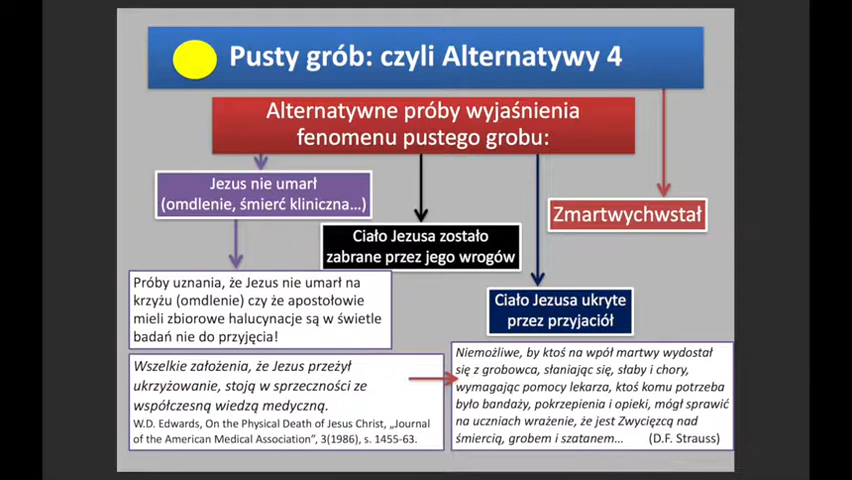 Pusty grób: czyli Alternatywy 4
Alternatywne próby wyjaśnienia
fenomenu pustego grobu:
Jezus nie umarł
(omdlenie, śmierć kliniczna...)
Zmartwychwstał
Ciało Jezusa zostało
zabrane przez jego wrogów
Ciało Jezusa ukryte
przez przyjaciół
Próby uznania, że Jezus nie umarł na
krzyżu (omdlenie) czy że apostołowie
mieli zbiorowe halucynacje są w świetle
badań nie do przyjęcia!
Wszelkie założenia, że Jezus przeżył
ukrzyżowanie, stoją w sprzeczności ze
współczesną wiedzą medyczną.
W.D. Edwards, On the Physical Death of Jesus Christ, „Journal
of the American Medical Association”, 3(1986), s. 1455-63.
Niemożliwe, by ktoś na wpół martwy wydostał
się z grobowca, słaniając się, słaby i chory,
wymagając pomocy lekarza, ktoś komu potrzeba
było bandaży, pokrzepienia i opieki, mógł sprawić
na uczniach wrażenie, że jest Zwycięzcą nad
śmiercią, grobem i szatanem... (D.F. Strauss)